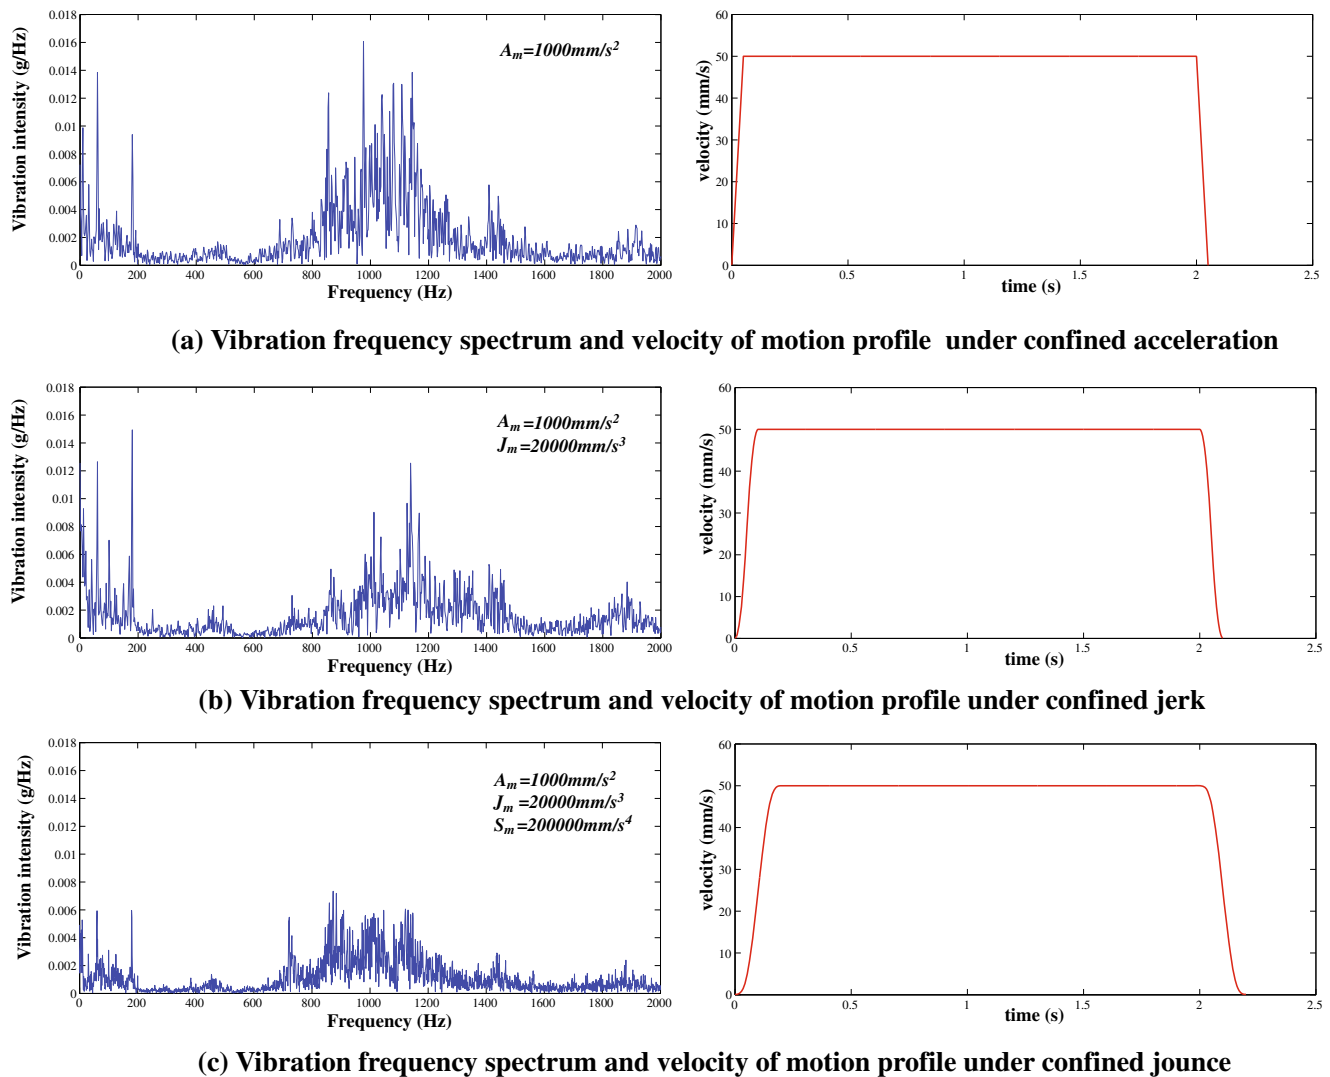 0.018
0.016
0.014
0.012
0.01
0.008
0.006
0.004
0.002
0
Vibration intensity (g/Hz)
A_m=1000mm/s²
0 200 400 600 800 1000 1200 1400 1600 1800 2000
Frequency (Hz)
60
50
40
30
20
10
0
velocity (mm/s)
0 0.5 1 1.5 2 2.5
time (s)
(a) Vibration frequency spectrum and velocity of motion profile under confined acceleration
0.018
0.016
0.014
0.012
0.01
0.008
0.006
0.004
0.002
0
Vibration intensity (g/Hz)
A_m=1000mm/s²
J_m=20000mm/s³
0 200 400 600 800 1000 1200 1400 1600 1800 2000
Frequency (Hz)
60
50
40
30
20
10
0
velocity (mm/s)
0 0.5 1 1.5 2 2.5
time (s)
(b) Vibration frequency spectrum and velocity of motion profile under confined jerk
0.018
0.016
0.014
0.012
0.01
0.008
0.006
0.004
0.002
0
Vibration intensity (g/Hz)
A_m=1000mm/s²
J_m=20000mm/s³
S_m=200000mm/s⁴
0 200 400 600 800 1000 1200 1400 1600 1800 2000
Frequency (Hz)
60
50
40
30
20
10
0
velocity (mm/s)
0 0.5 1 1.5 2 2.5
time (s)
(c) Vibration frequency spectrum and velocity of motion profile under confined jounce